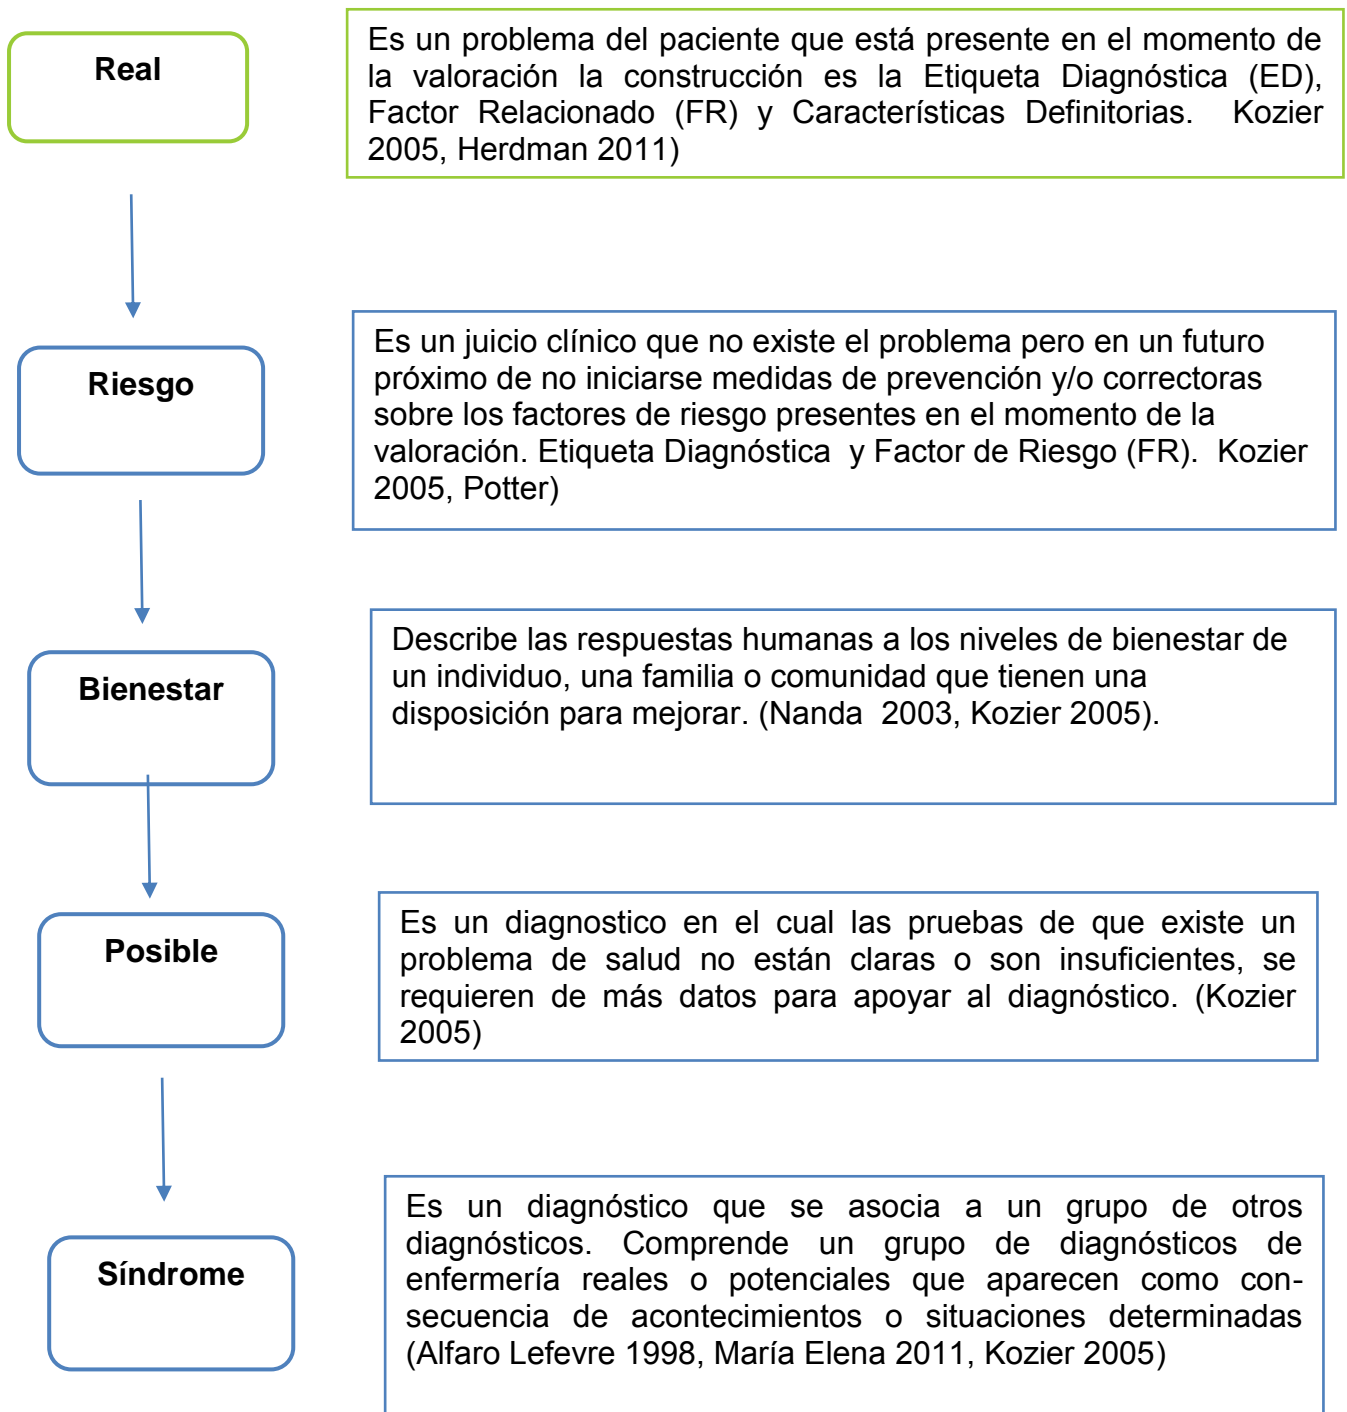 Real
Es un problema del paciente que está presente en el momento de
la valoración la construcción es la Etiqueta Diagnóstica (ED),
Factor Relacionado (FR) y Características Definitorias. Kozier
2005, Herdman 2011)
Riesgo
Es un juicio clínico que no existe el problema pero en un futuro
próximo de no iniciarse medidas de prevención y/o correctoras
sobre los factores de riesgo presentes en el momento de la
valoración. Etiqueta Diagnóstica y Factor de Riesgo (FR). Kozier
2005, Potter)
Bienestar
Describe las respuestas humanas a los niveles de bienestar de
un individuo, una familia o comunidad que tienen una
disposición para mejorar. (Nanda 2003, Kozier 2005).
Posible
Es un diagnostico en el cual las pruebas de que existe un
problema de salud no están claras o son insuficientes, se
requieren de más datos para apoyar al diagnóstico. (Kozier
2005)
Síndrome
Es un diagnóstico que se asocia a un grupo de otros
diagnósticos. Comprende un grupo de diagnósticos de
enfermería reales o potenciales que aparecen como con-
secuencia de acontecimientos o situaciones determinadas
(Alfaro Lefevre 1998, María Elena 2011, Kozier 2005)